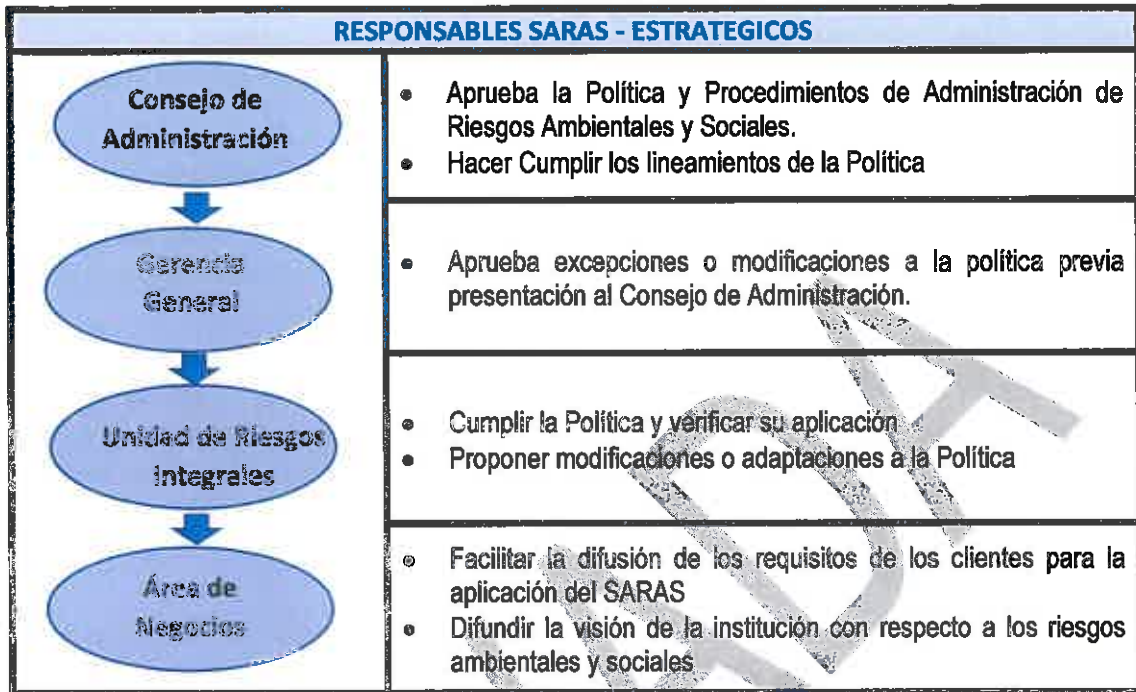 RESPONSABLES SARAS - ESTRATEGICOS
Consejo de
Administración
• Aprueba la Política y Procedimientos de Administración de
Riesgos Ambientales y Sociales.
• Hacer Cumplir los lineamientos de la Política
Gerencia
General
• Aprueba excepciones o modificaciones a la política previa
presentación al Consejo de Administración.
Unidad de Riesgos
Integrales
• Cumplir la Política y verificar su aplicación
• Proponer modificaciones o adaptaciones a la Política
Área de
Negocios
• Facilitar la difusión de los requisitos de los clientes para la
aplicación del SARAS
• Difundir la visión de la institución con respecto a los riesgos
ambientales y sociales